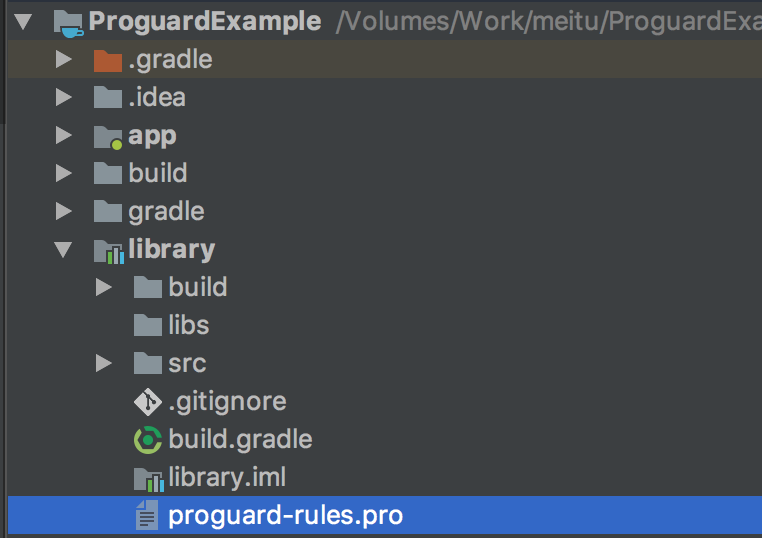 ProguardExample /Volumes/Work/meitu/ProguardExa
.gradle
.idea
app
build
gradle
library
build
libs
src
.gitignore
build.gradle
library.iml
proguard-rules.pro